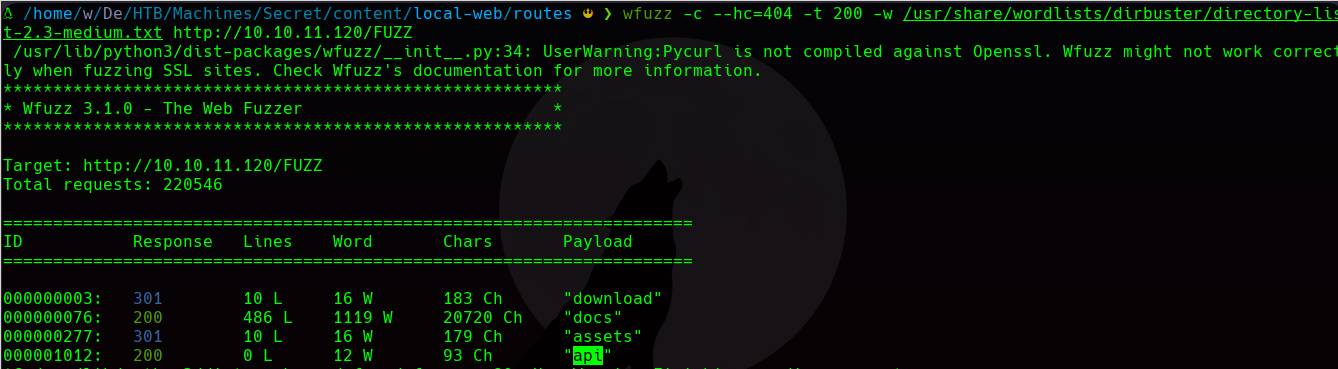 /home/w/De/HTB/Machines/Secret/content/local-web/routes ❯ wfuzz -c --hc=404 -t 200 -w /usr/share/wordlists/dirbuster/directory-lis
t-2.3-medium.txt http://10.10.11.120/FUZZ
/usr/lib/python3/dist-packages/wfuzz/__init__.py:34: UserWarning:Pycurl is not compiled against Openssl. Wfuzz might not work correct
ly when fuzzing SSL sites. Check Wfuzz's documentation for more information.
********************************************************
* Wfuzz 3.1.0 - The Web Fuzzer                         *
********************************************************
Target: http://10.10.11.120/FUZZ
Total requests: 220546
=====================================================================
ID           Response   Lines    Word       Chars       Payload
=====================================================================
000000003:   301        10 L     16 W       183 Ch      "download"
000000076:   200        486 L    1119 W     20720 Ch    "docs"
000000277:   301        10 L     16 W       179 Ch      "assets"
000001012:   200        0 L      12 W       93 Ch       "api"